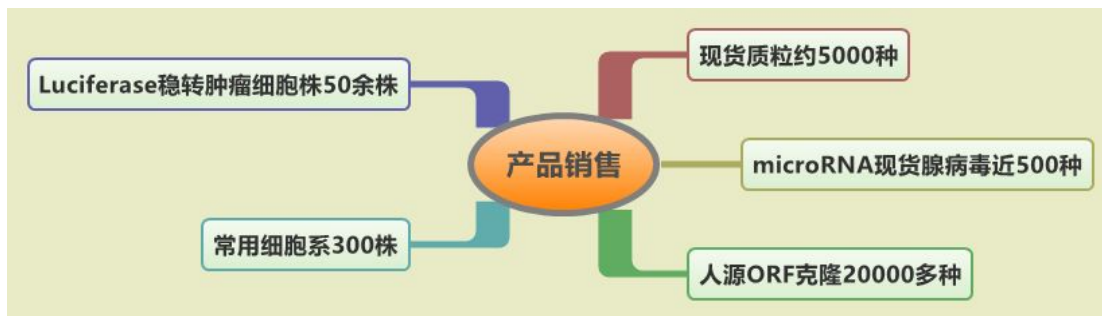 现货质粒约5000种
Luciferase稳转肿瘤细胞株50余株
产品销售
microRNA现货腺病毒近500种
常用细胞系300株
人源ORF克隆20000多种